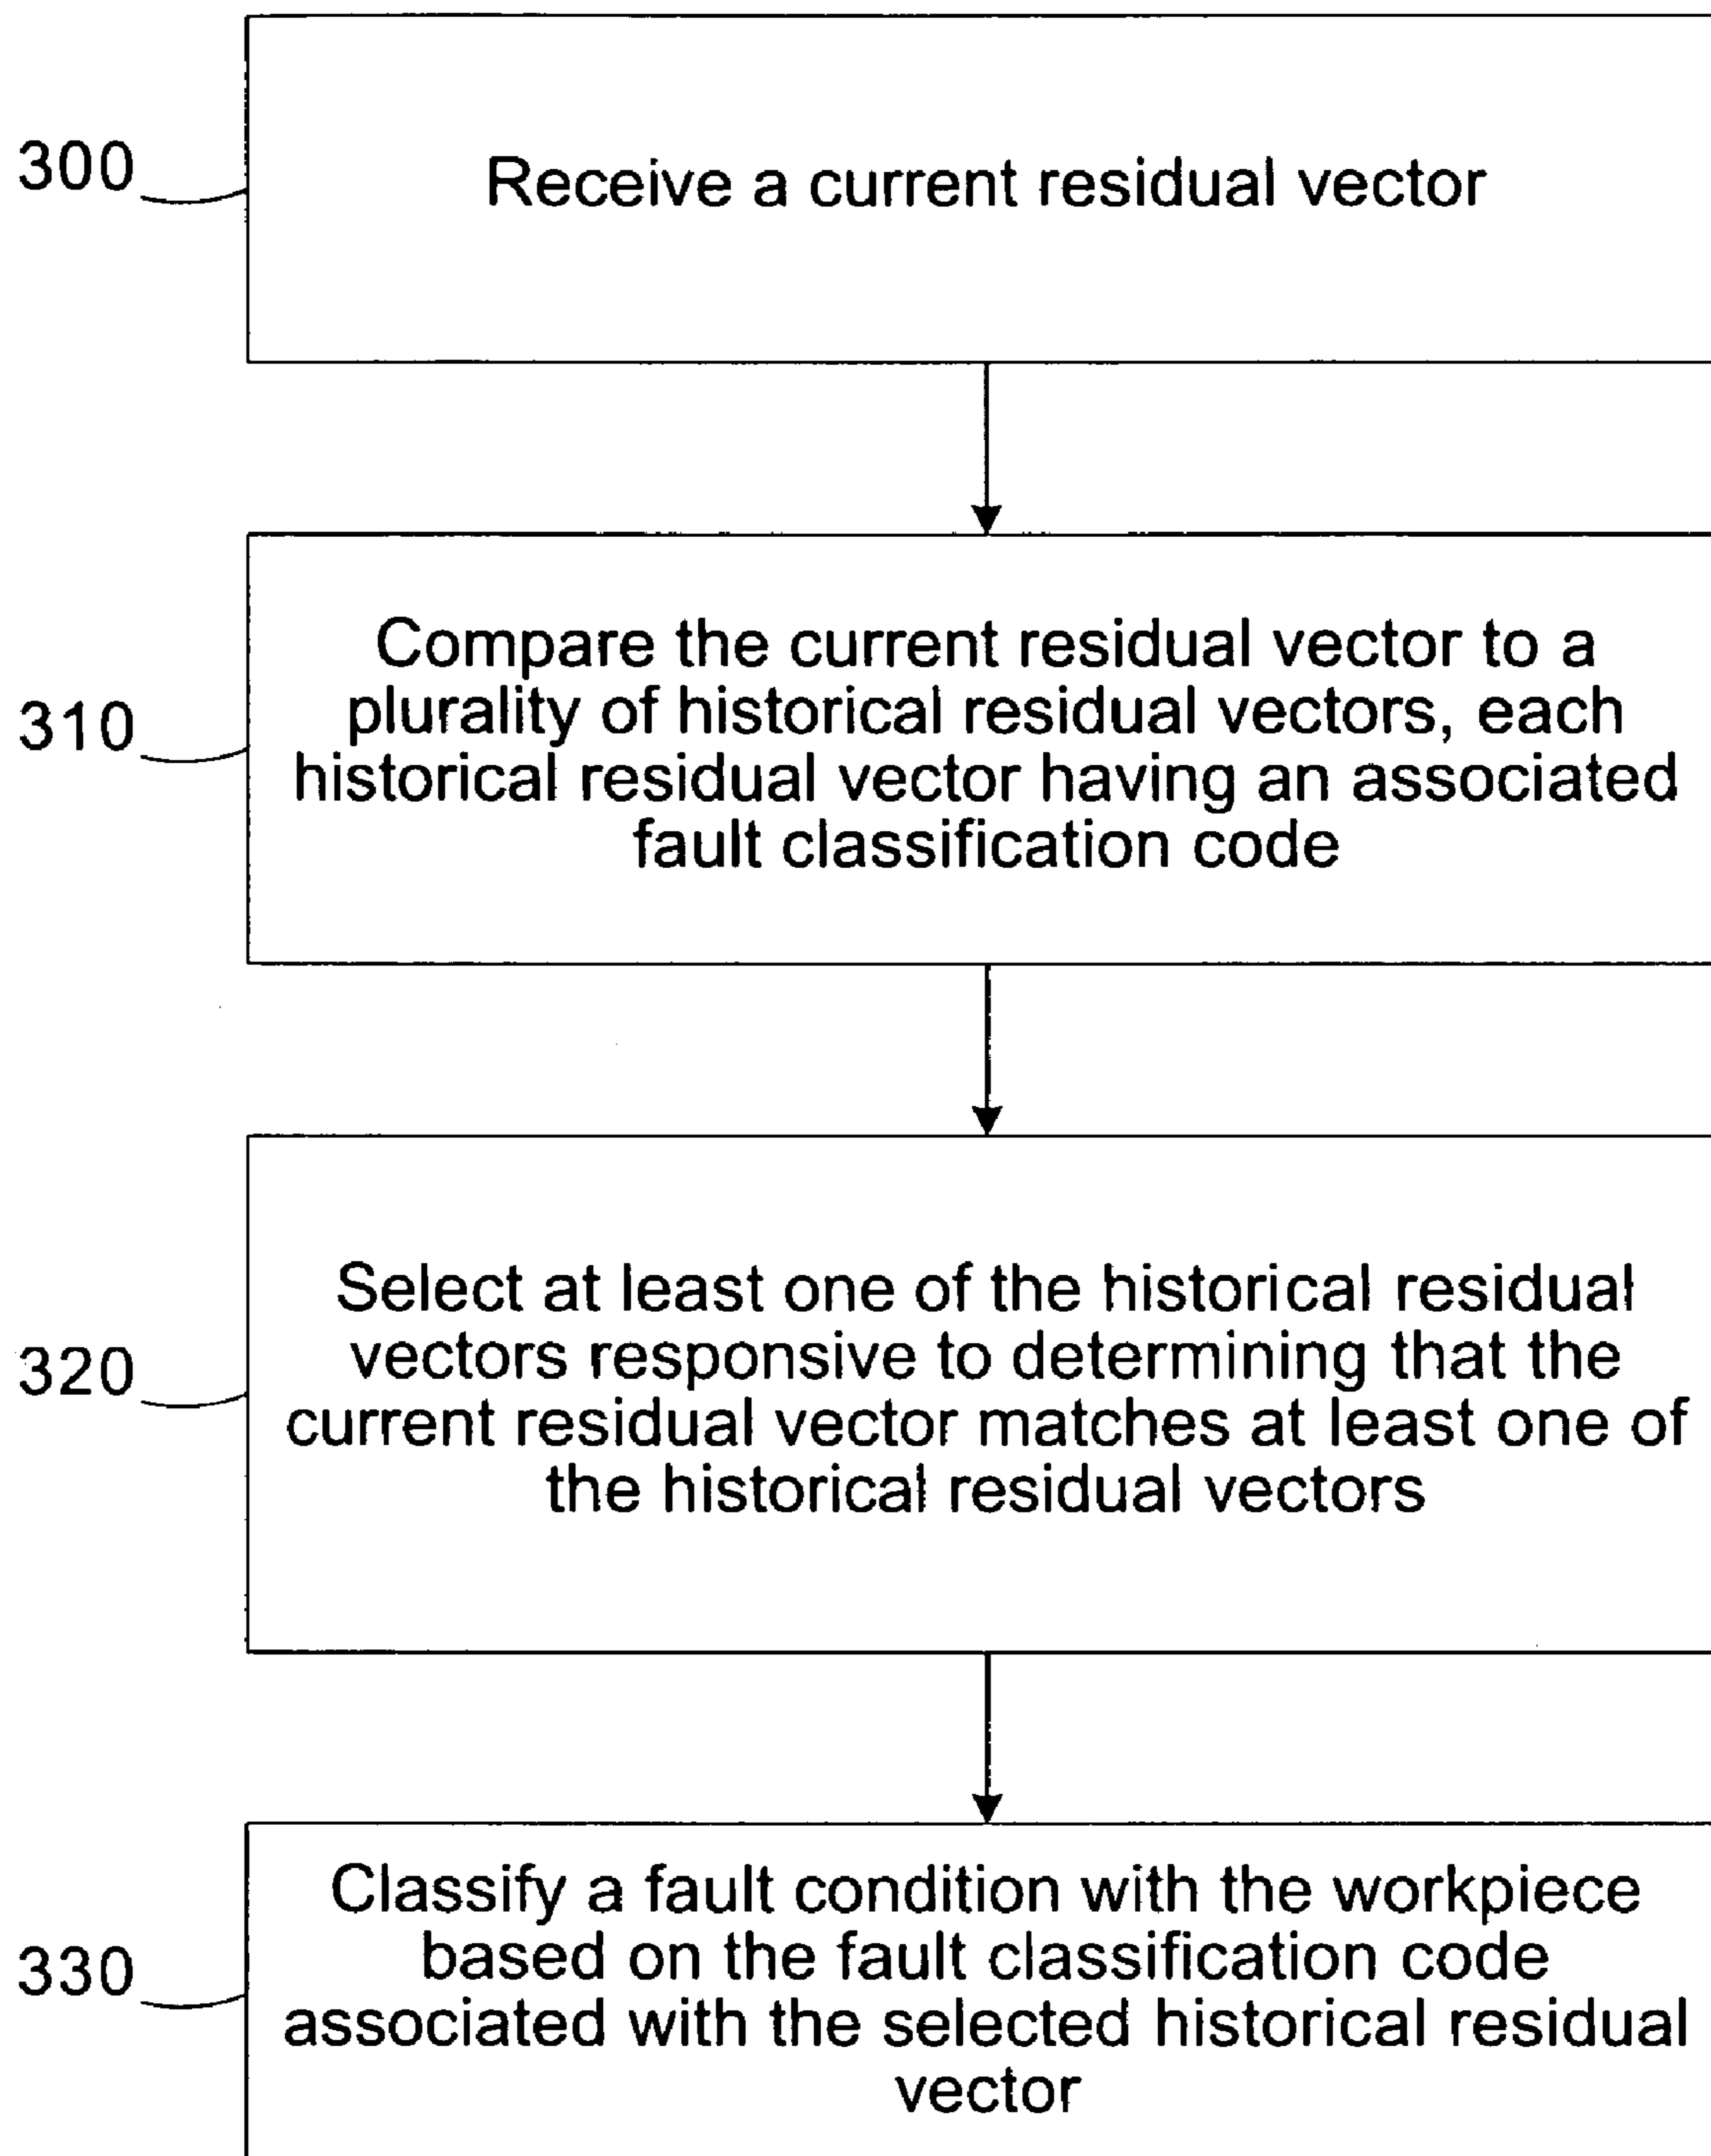 300
Receive a current residual vector
310
Compare the current residual vector to a
plurality of historical residual vectors, each
historical residual vector having an associated
fault classification code
320
Select at least one of the historical residual
vectors responsive to determining that the
current residual vector matches at least one of
the historical residual vectors
330
Classify a fault condition with the workpiece
based on the fault classification code
associated with the selected historical residual
vector